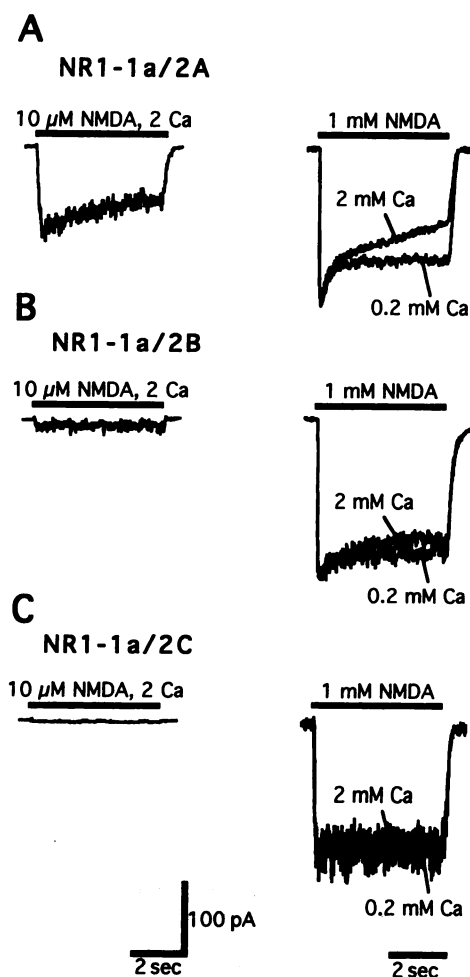 A
NR1-1a/2A
10 µM NMDA, 2 Ca
1 mM NMDA
2 mM Ca
0.2 mM Ca
B
NR1-1a/2B
10 µM NMDA, 2 Ca
1 mM NMDA
2 mM Ca
0.2 mM Ca
C
NR1-1a/2C
10 µM NMDA, 2 Ca
1 mM NMDA
2 mM Ca
0.2 mM Ca
100 pA
2 sec
2 sec